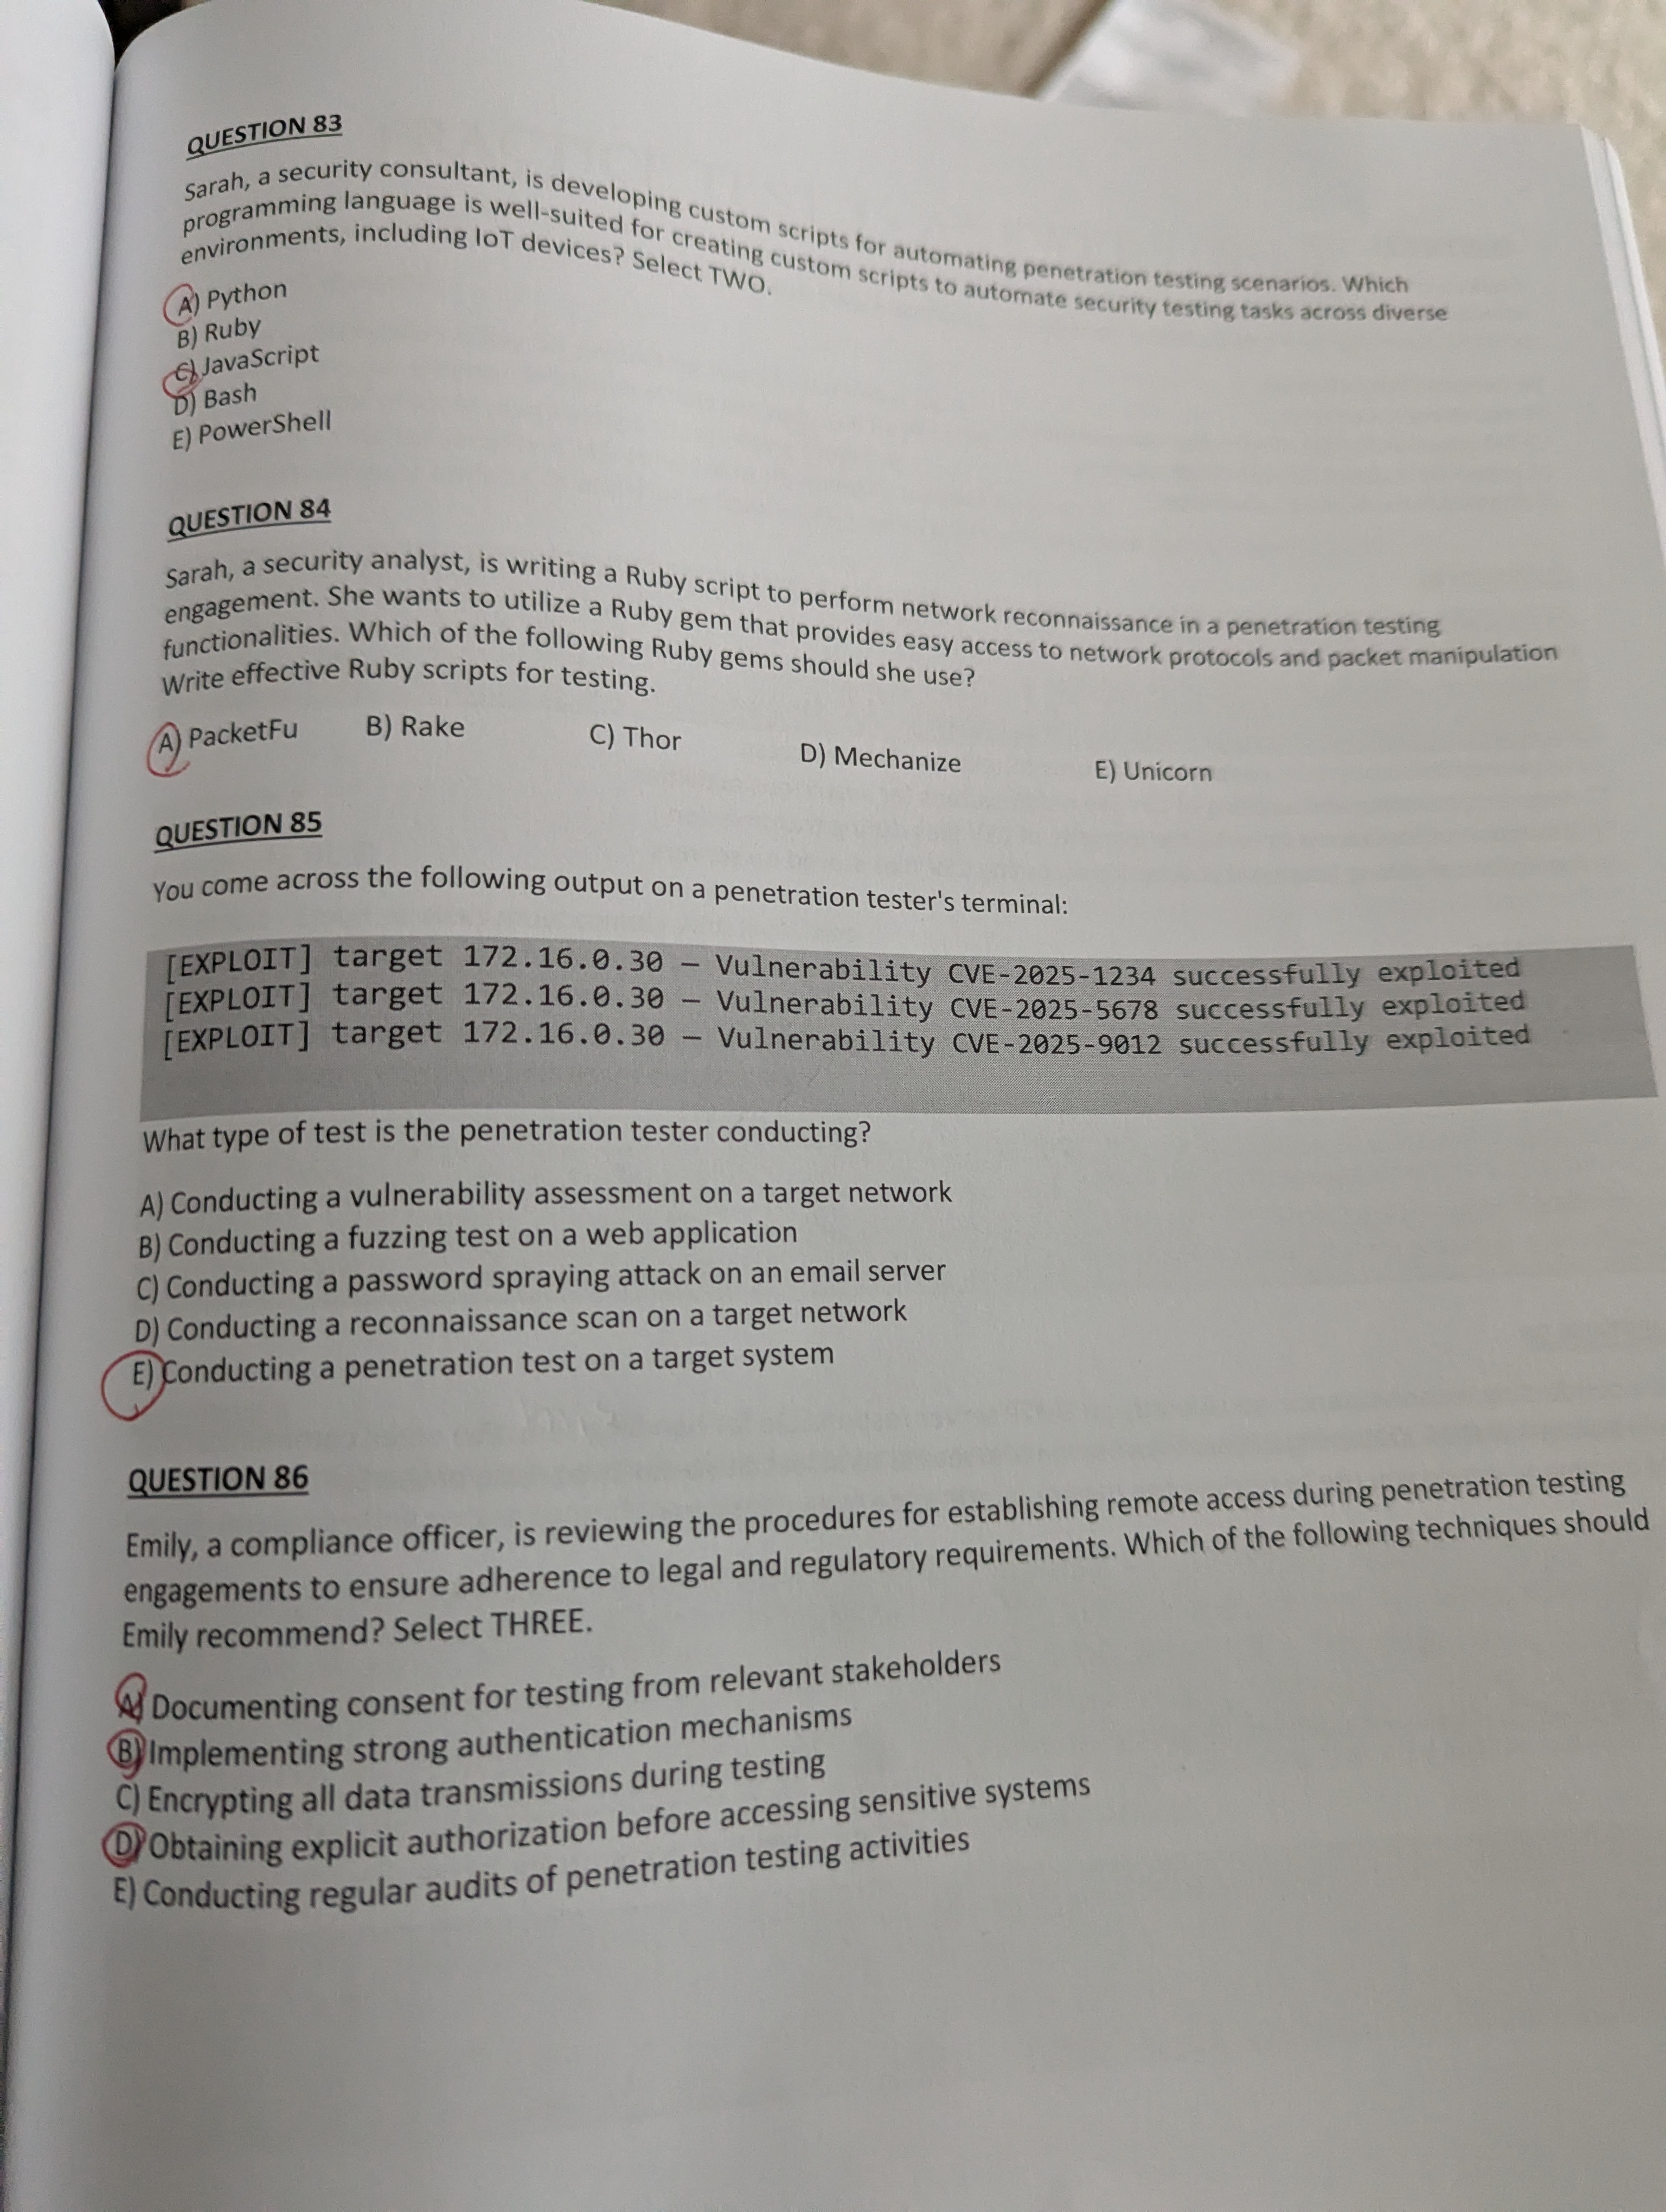 QUESTION 83
Sarah, a security consultant, is developing custom scripts for automating penetration testing scenarios. Which
programming language is well-suited for creating custom scripts to automate security testing tasks across diverse
environments, including IoT devices? Select TWO.
A) Python
B) Ruby
C) JavaScript
D) Bash
E) PowerShell
QUESTION 84
Sarah, a security analyst, is writing a Ruby script to perform network reconnaissance in a penetration testing
engagement. She wants to utilize a Ruby gem that provides easy access to network protocols and packet manipulation
functionalities. Which of the following Ruby gems should she use?
Write effective Ruby scripts for testing.
A) PacketFu B) Rake C) Thor D) Mechanize E) Unicorn
QUESTION 85
You come across the following output on a penetration tester's terminal:
[EXPLOIT] target 172.16.0.30 – Vulnerability CVE-2025-1234 successfully exploited
[EXPLOIT] target 172.16.0.30 – Vulnerability CVE-2025-5678 successfully exploited
[EXPLOIT] target 172.16.0.30 – Vulnerability CVE-2025-9012 successfully exploited
What type of test is the penetration tester conducting?
A) Conducting a vulnerability assessment on a target network
B) Conducting a fuzzing test on a web application
C) Conducting a password spraying attack on an email server
D) Conducting a reconnaissance scan on a target network
E) Conducting a penetration test on a target system
QUESTION 86
Emily, a compliance officer, is reviewing the procedures for establishing remote access during penetration testing
engagements to ensure adherence to legal and regulatory requirements. Which of the following techniques should
Emily recommend? Select THREE.
A) Documenting consent for testing from relevant stakeholders
B) Implementing strong authentication mechanisms
C) Encrypting all data transmissions during testing
D) Obtaining explicit authorization before accessing sensitive systems
E) Conducting regular audits of penetration testing activities